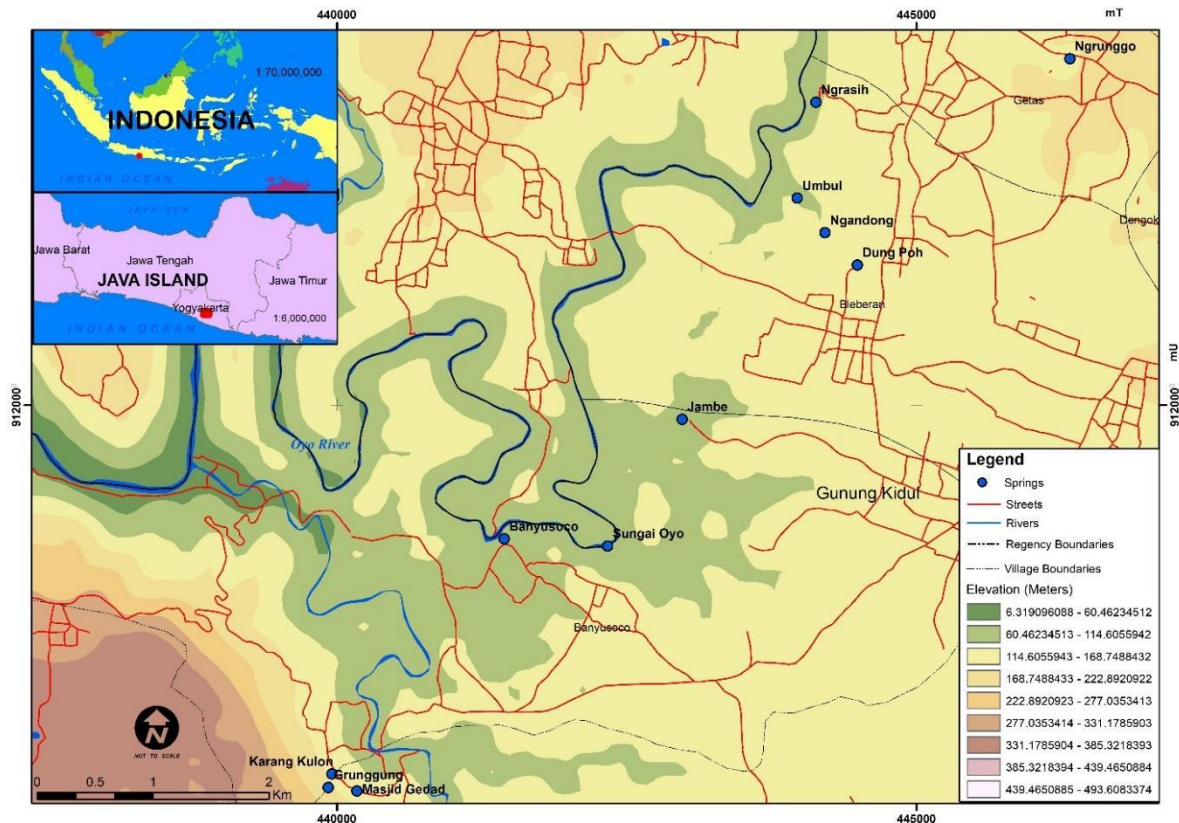 440000
445000
mT
1:70,000,000
INDONESIA
INDIAN OCEAN
JAVA SEA
Jawa Barat
Jawa Tengah
JAVA ISLAND
Jawa Timur
Yogyakarta
INDIAN OCEAN
1:6,000,000
Ngrunggo
Ngrasih
Getas
Umbul
Ngandong
Dengok
Dung Poh
Bleberan
mU
912000
912000
Jambe
Oyo River
Gunung Kidul
Banyusoco
Sungai Oyo
Banyusoco
Karang Kulon
Grunggung
Masjid Gedad
N
NOT TO SCALE
0 0.5 1 2
Km
Legend
Springs
Streets
Rivers
Regency Boundaries
Village Boundaries
Elevation (Meters)
6.319096088 - 60.46234512
60.46234513 - 114.6055942
114.6055943 - 168.7488432
168.7488433 - 222.8920922
222.8920923 - 277.0353413
277.0353414 - 331.1785903
331.1785904 - 385.3218393
385.3218394 - 439.4650884
439.4650885 - 493.6083374
440000
445000